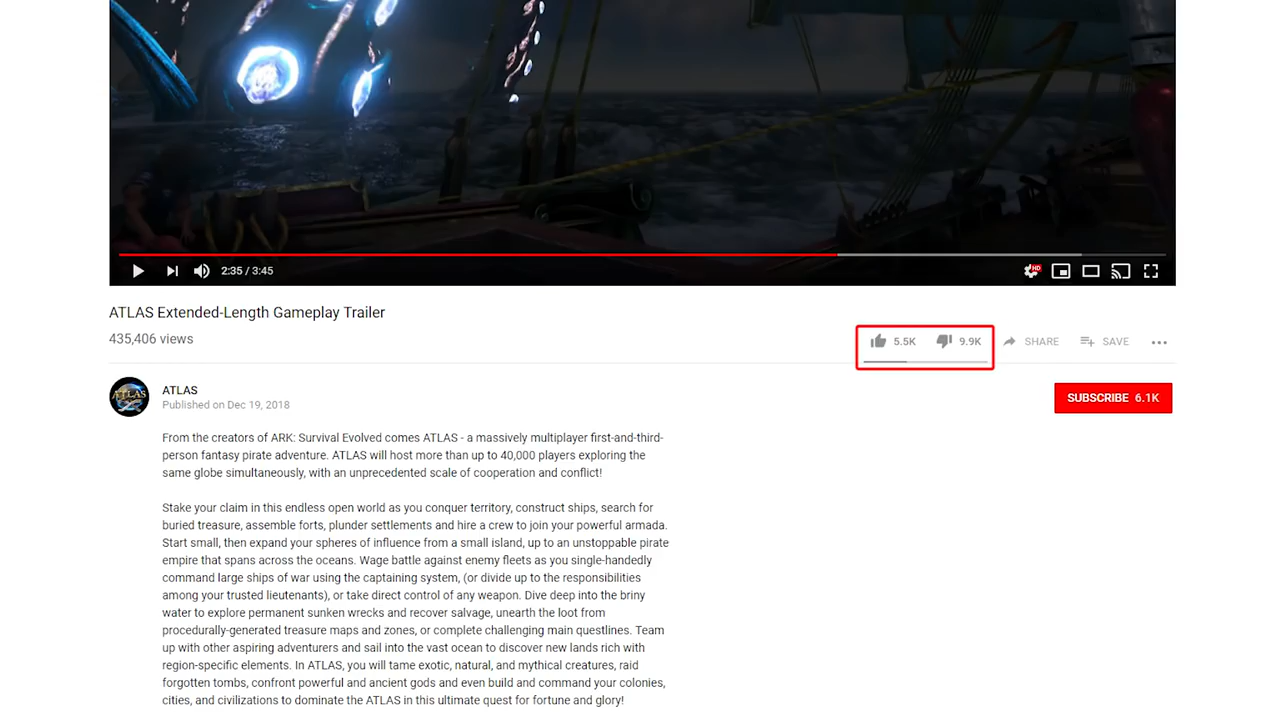 HD
2:35 / 3:45
ATLAS Extended-Length Gameplay Trailer
435,406 views
5.5K 9.9K SHARE SAVE
ATLAS
ATLAS
Published on Dec 19, 2018
SUBSCRIBE 6.1K
From the creators of ARK: Survival Evolved comes ATLAS - a massively multiplayer first-and-third-
person fantasy pirate adventure. ATLAS will host more than up to 40,000 players exploring the
same globe simultaneously, with an unprecedented scale of cooperation and conflict!
Stake your claim in this endless open world as you conquer territory, construct ships, search for
buried treasure, assemble forts, plunder settlements and hire a crew to join your powerful armada.
Start small, then expand your spheres of influence from a small island, up to an unstoppable pirate
empire that spans across the oceans. Wage battle against enemy fleets as you single-handedly
command large ships of war using the captaining system, (or divide up to the responsibilities
among your trusted lieutenants), or take direct control of any weapon. Dive deep into the briny
water to explore permanent sunken wrecks and recover salvage, unearth the loot from
procedurally-generated treasure maps and zones, or complete challenging main questlines. Team
up with other aspiring adventurers and sail into the vast ocean to discover new lands rich with
region-specific elements. In ATLAS, you will tame exotic, natural, and mythical creatures, raid
forgotten tombs, confront powerful and ancient gods and even build and command your colonies,
cities, and civilizations to dominate the ATLAS in this ultimate quest for fortune and glory!